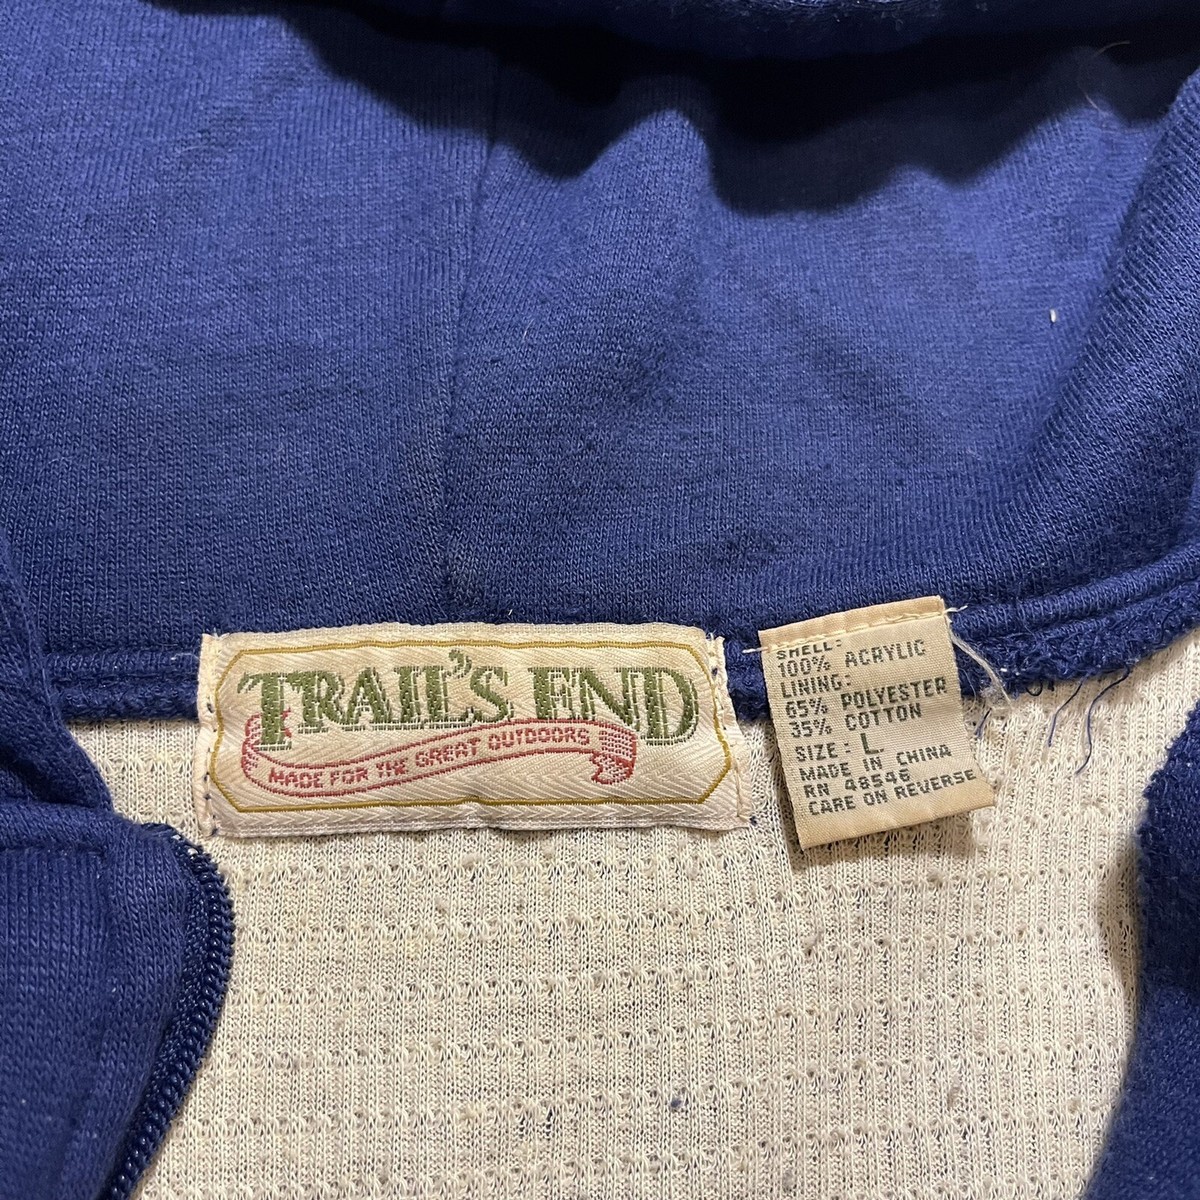 TRAIL'S END
MADE FOR THE GREAT OUTDOORS
SHELL:
100% ACRYLIC
LINING:
65% POLYESTER
35% COTTON
SIZE: L
MADE IN CHINA
RN 48546
CARE ON REVERSE